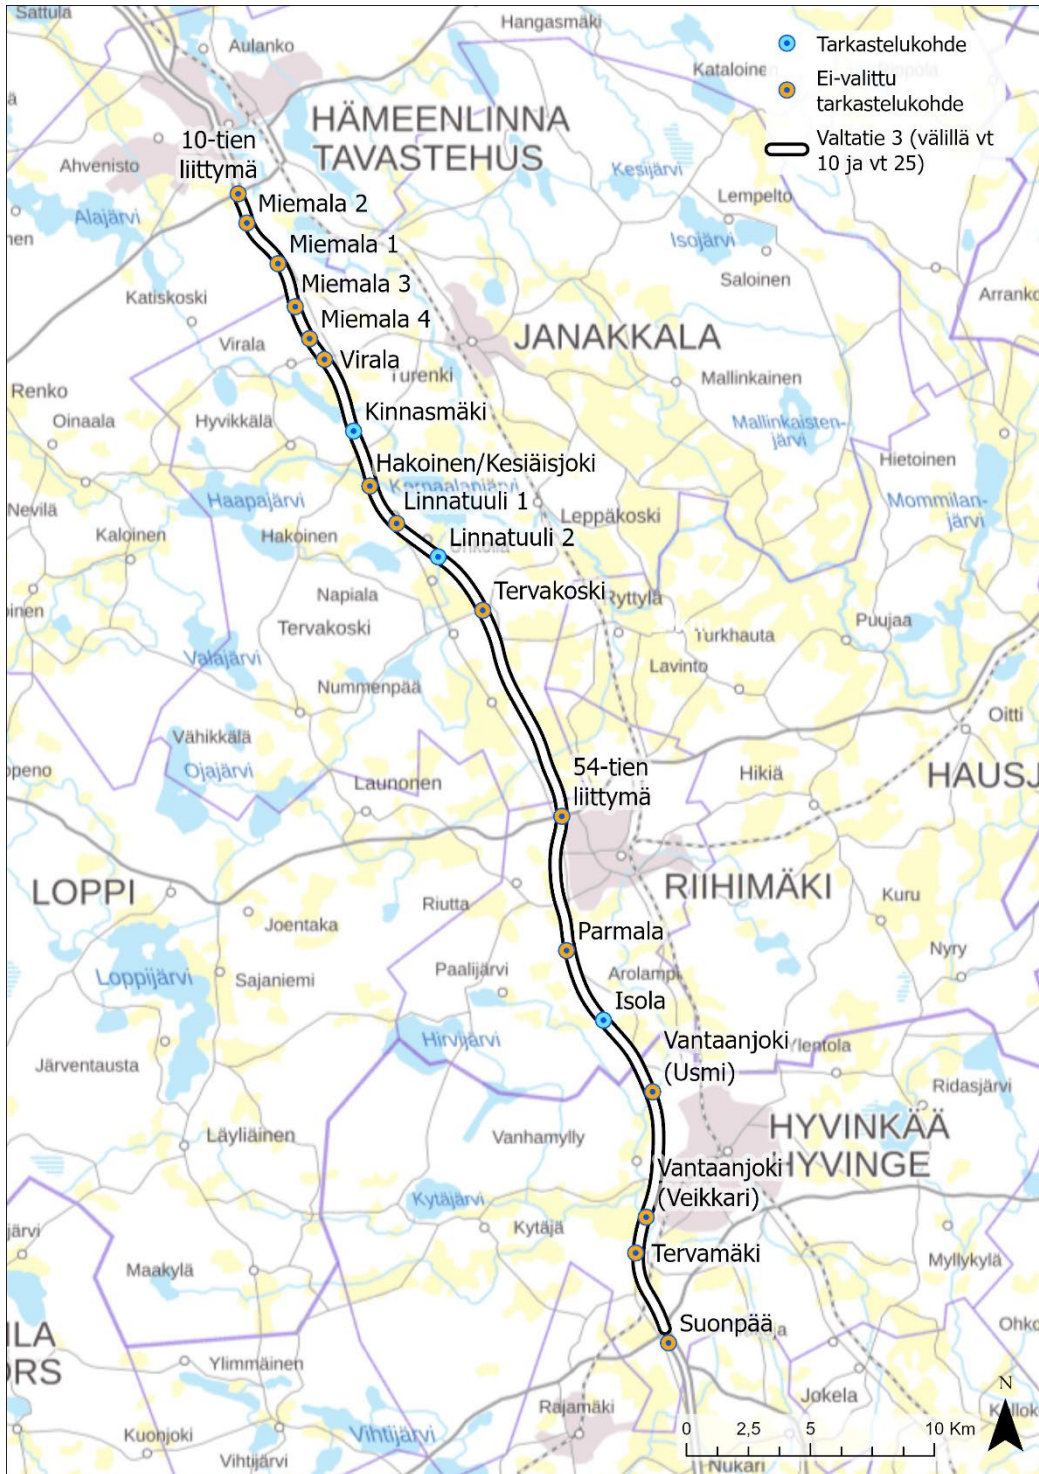 Sattula
Hangasmäki
Aulanko
Tarkastelukohde
Kataloinen
Ei-valittu
tarkastelukohde
HÄMEENLINNA
TAVASTEHUS
Valtatie 3 (välillä vt
10 ja vt 25)
10-tien
liittymä
Ahvenisto
Kesijärvi
Lempelto
Alajärvi
Miemala 2
Isojärvi
Miemala 1
Saloinen
Katiskoski
Miemala 3
Arranko
Miemala 4
JANAKKALA
Virala
Virala
Turenki
Mallinkainen
Renko
Oinaala
Hyvikkälä
Kinnasmäki
Mallinkaisten-
järvi
Hietoinen
Hakoinen/Kesiäisjoki
Kernaalanjärvi
Haapajärvi
Linnatuuli 1
Mommilan-
järvi
Nevilä
Leppäkoski
Kaloinen
Hakoinen
Linnatuuli 2
Napiala
Tervakoski
Ryttylä
Puujaa
Tervakoski
Turkhauta
Valajärvi
Lavinto
Nummenpää
Oitti
Vähikkälä
54-tien
liittymä
Ojajärvi
Launonen
Hikiä
HAUSJ
LOPPI
RIIHIMÄKI
Riutta
Kuru
Joentaka
Parmala
Nyry
Loppijärvi
Sajaniemi
Paalijärvi
Arolampi
Isola
Hirvijärvi
Vantaanjoki
(Usmi)
Ylentola
Järventausta
Ridasjärvi
HYVINKÄÄ
HYVINGE
Läyliäinen
Vanhamylly
Vantaanjoki
(Veikkari)
Kytäjärvi
Kytäjä
järvi
Tervamäki
Myllykylä
Maakylä
Suonpää
ILA
ORS
Ylimmäinen
Jokela
N
Rajamäki
0 2,5 5 10 Km
Kuonjoki
Vihtijärvi
Vihtijärvi
Nukari